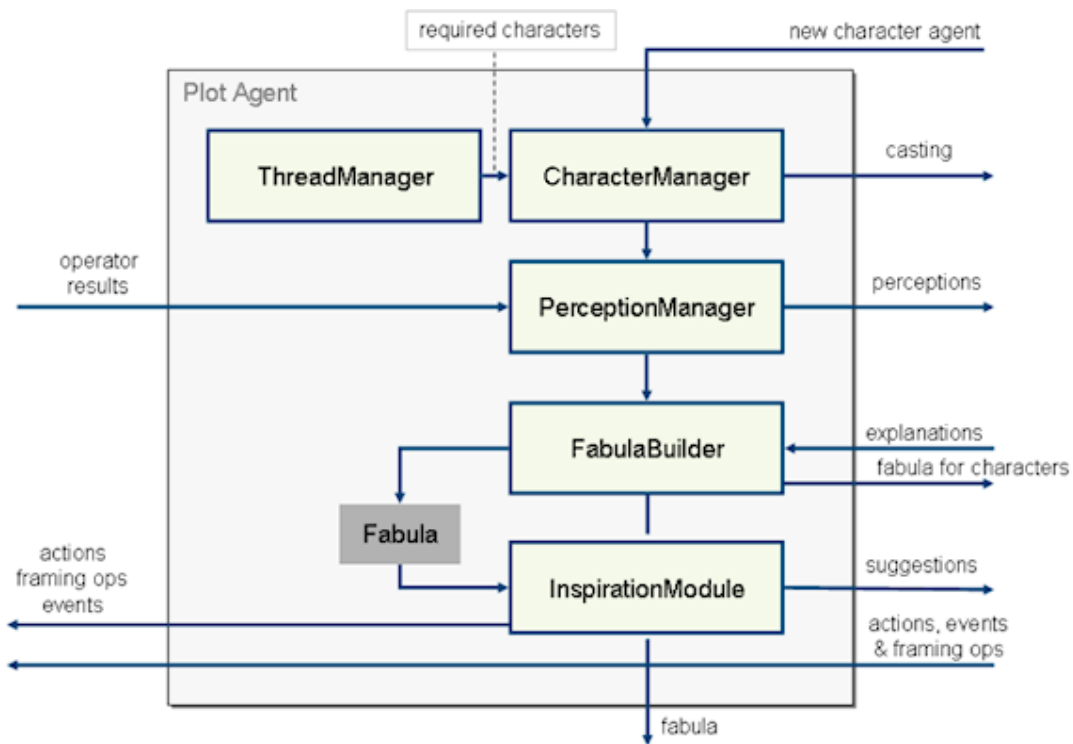 required characters
new character agent
Plot Agent
ThreadManager
CharacterManager
casting
operator
results
PerceptionManager
perceptions
FabulaBuilder
explanations
fabula for characters
Fabula
actions
framing ops
events
InspirationModule
suggestions
actions, events
& framing ops
fabula